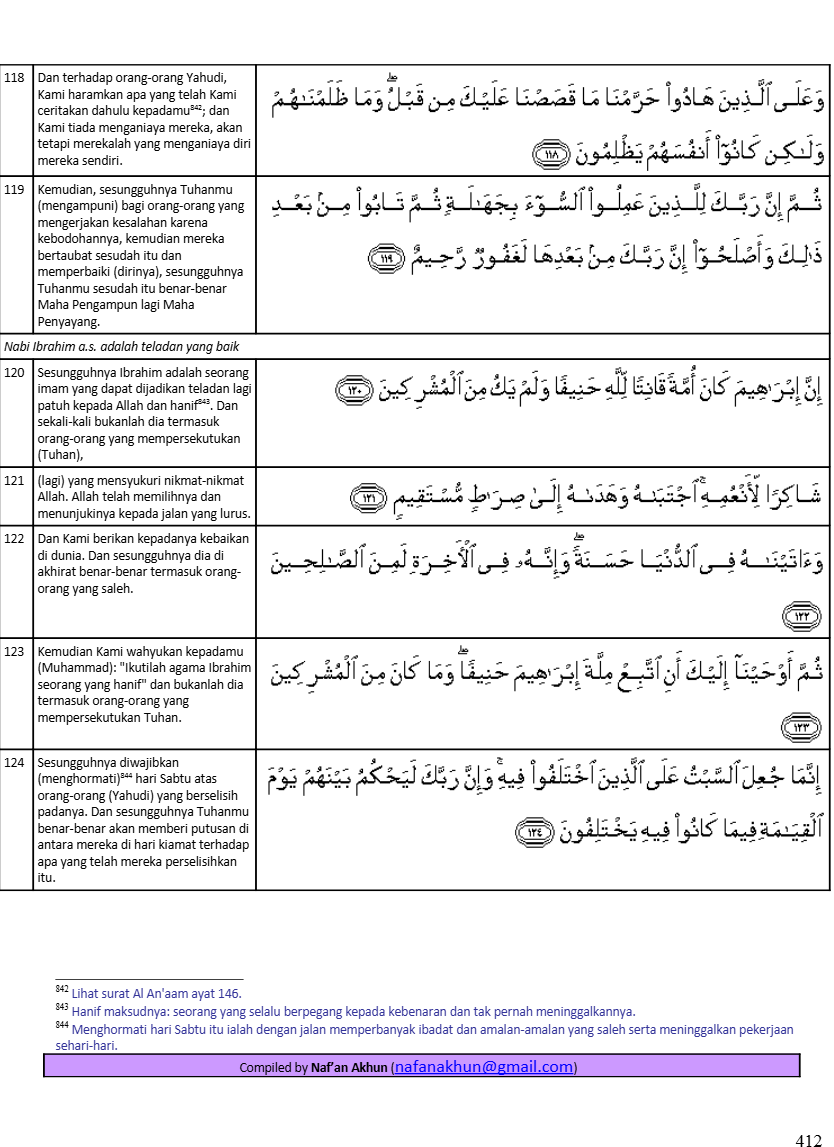 118
Dan terhadap orang-orang Yahudi,
Kami haramkan apa yang telah Kami
ceritakan dahulu kepadamu⁸⁴²; dan
Kami tiada menganiaya mereka, akan
tetapi merekalah yang menganiaya diri
mereka sendiri.
وَعَلَى ٱلَّذِينَ هَادُوا۟ حَرَّمْنَا مَا قَصَصْنَا عَلَيْكَ مِن قَبْلُ ۖ وَمَا ظَلَمْنَـٰهُمْ
وَلَـٰكِن كَانُوٓا۟ أَنفُسَهُمْ يَظْلِمُونَ ﴿١١٨﴾
119
Kemudian, sesungguhnya Tuhanmu
(mengampuni) bagi orang-orang yang
mengerjakan kesalahan karena
kebodohannya, kemudian mereka
bertaubat sesudah itu dan
memperbaiki (dirinya), sesungguhnya
Tuhanmu sesudah itu benar-benar
Maha Pengampun lagi Maha
Penyayang.
ثُمَّ إِنَّ رَبَّكَ لِلَّذِينَ عَمِلُوا۟ ٱلسُّوٓءَ بِجَهَـٰلَةٍ ثُمَّ تَابُوا۟ مِنۢ بَعْدِ
ذَٰلِكَ وَأَصْلَحُوٓا۟ إِنَّ رَبَّكَ مِنۢ بَعْدِهَا لَغَفُورٌ رَّحِيمٌ ﴿١١٩﴾
Nabi Ibrahim a.s. adalah teladan yang baik
120
Sesungguhnya Ibrahim adalah seorang
imam yang dapat dijadikan teladan lagi
patuh kepada Allah dan hanif⁸⁴³. Dan
sekali-kali bukanlah dia termasuk
orang-orang yang mempersekutukan
(Tuhan),
إِنَّ إِبْرَٰهِيمَ كَانَ أُمَّةً قَانِتًا لِّلَّهِ حَنِيفًا وَلَمْ يَكُ مِنَ ٱلْمُشْرِكِينَ ﴿١٢٠﴾
121
(lagi) yang mensyukuri nikmat-nikmat
Allah. Allah telah memilihnya dan
menunjukinya kepada jalan yang lurus.
شَاكِرًا لِّأَنْعُمِهِ ۚ ٱجْتَبَـٰهُ وَهَدَىٰهُ إِلَىٰ صِرَٰطٍ مُّسْتَقِيمٍ ﴿١٢١﴾
122
Dan Kami berikan kepadanya kebaikan
di dunia. Dan sesungguhnya dia di
akhirat benar-benar termasuk orang-
orang yang saleh.
وَءَاتَيْنَـٰهُ فِى ٱلدُّنْيَا حَسَنَةً ۖ وَإِنَّهُۥ فِى ٱلْـَٔاخِرَةِ لَمِنَ ٱلصَّـٰلِحِينَ
﴿١٢٢﴾
123
Kemudian Kami wahyukan kepadamu
(Muhammad): "Ikutilah agama Ibrahim
seorang yang hanif" dan bukanlah dia
termasuk orang-orang yang
mempersekutukan Tuhan.
ثُمَّ أَوْحَيْنَآ إِلَيْكَ أَنِ ٱتَّبِعْ مِلَّةَ إِبْرَٰهِيمَ حَنِيفًا ۖ وَمَا كَانَ مِنَ ٱلْمُشْرِكِينَ
﴿١٢٣﴾
124
Sesungguhnya diwajibkan
(menghormati)⁸⁴⁴ hari Sabtu atas
orang-orang (Yahudi) yang berselisih
padanya. Dan sesungguhnya Tuhanmu
benar-benar akan memberi putusan di
antara mereka di hari kiamat terhadap
apa yang telah mereka perselisihkan
itu.
إِنَّمَا جُعِلَ ٱلسَّبْتُ عَلَى ٱلَّذِينَ ٱخْتَلَفُوا۟ فِيهِ ۚ وَإِنَّ رَبَّكَ لَيَحْكُمُ بَيْنَهُمْ يَوْمَ
ٱلْقِيَـٰمَةِ فِيمَا كَانُوا۟ فِيهِ يَخْتَلِفُونَ ﴿١٢٤﴾
⁸⁴² Lihat surat Al An'aam ayat 146.
⁸⁴³ Hanif maksudnya: seorang yang selalu berpegang kepada kebenaran dan tak pernah meninggalkannya.
⁸⁴⁴ Menghormati hari Sabtu itu ialah dengan jalan memperbanyak ibadat dan amalan-amalan yang saleh serta meninggalkan pekerjaan
sehari-hari.
Compiled by Naf’an Akhun (nafanakhun@gmail.com)
412